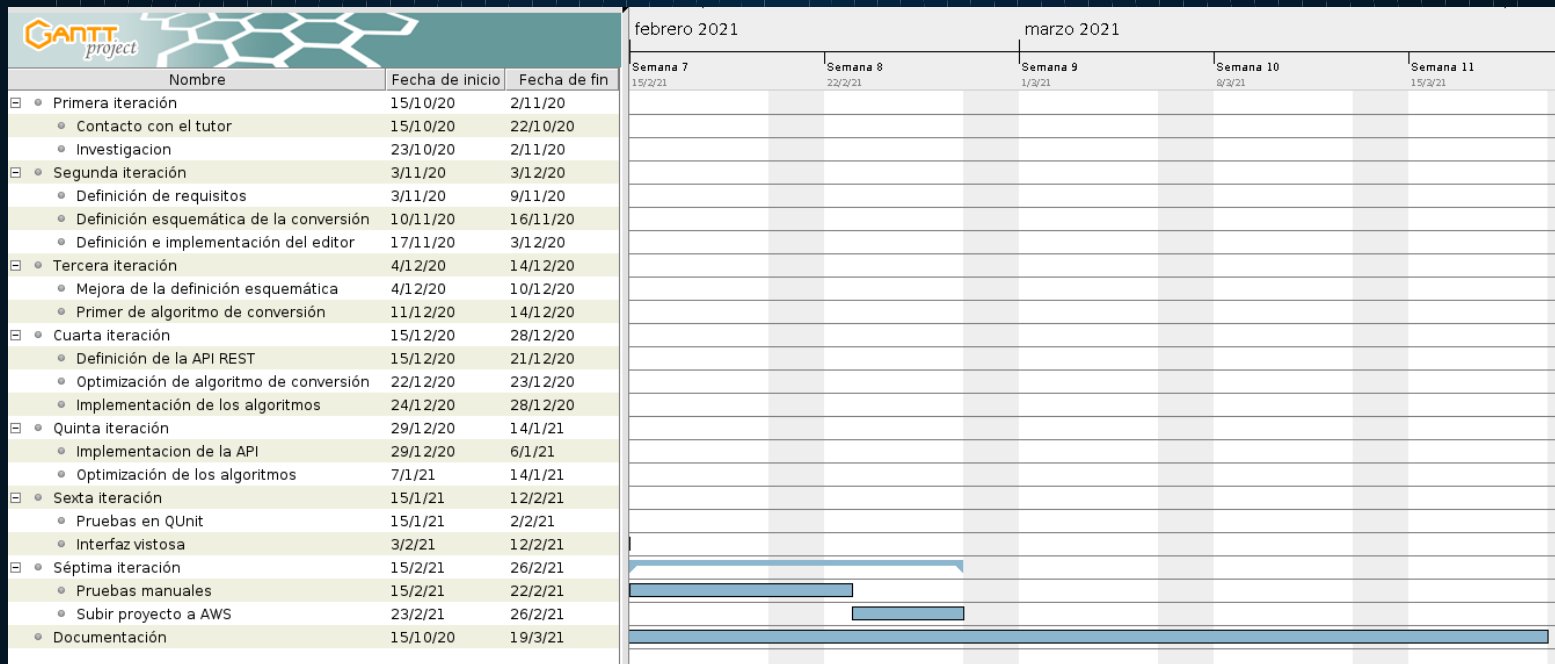 GANTT
project
Nombre Fecha de inicio Fecha de fin
febrero 2021 marzo 2021
Semana 7 Semana 8 Semana 9 Semana 10 Semana 11
15/2/21 22/2/21 1/3/21 8/3/21 15/3/21
Primera iteración 15/10/20 2/11/20
Contacto con el tutor 15/10/20 22/10/20
Investigacion 23/10/20 2/11/20
Segunda iteración 3/11/20 3/12/20
Definición de requisitos 3/11/20 9/11/20
Definición esquemática de la conversión 10/11/20 16/11/20
Definición e implementación del editor 17/11/20 3/12/20
Tercera iteración 4/12/20 14/12/20
Mejora de la definición esquemática 4/12/20 10/12/20
Primer de algoritmo de conversión 11/12/20 14/12/20
Cuarta iteración 15/12/20 28/12/20
Definición de la API REST 15/12/20 21/12/20
Optimización de algoritmo de conversión 22/12/20 23/12/20
Implementación de los algoritmos 24/12/20 28/12/20
Quinta iteración 29/12/20 14/1/21
Implementacion de la API 29/12/20 6/1/21
Optimización de los algoritmos 7/1/21 14/1/21
Sexta iteración 15/1/21 12/2/21
Pruebas en QUnit 15/1/21 2/2/21
Interfaz vistosa 3/2/21 12/2/21
Séptima iteración 15/2/21 26/2/21
Pruebas manuales 15/2/21 22/2/21
Subir proyecto a AWS 23/2/21 26/2/21
Documentación 15/10/20 19/3/21